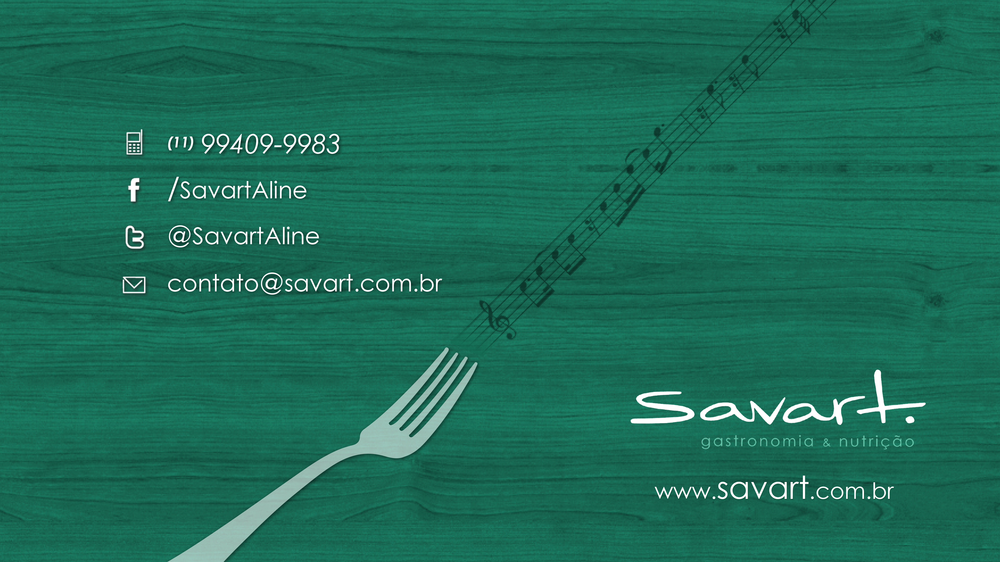 (11) 99409-9983
/SavartAline
@SavartAline
contato@savart.com.br
savart.
gastronomia & nutrição
www.savart.com.br